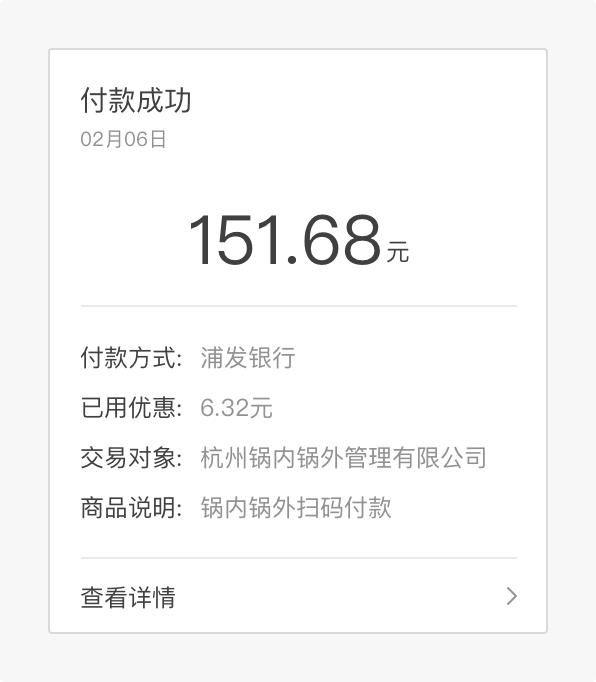 付款成功
02月06日
151.68元
付款方式: 浦发银行
已用优惠: 6.32元
交易对象: 杭州锅内锅外管理有限公司
商品说明: 锅内锅外扫码付款
查看详情